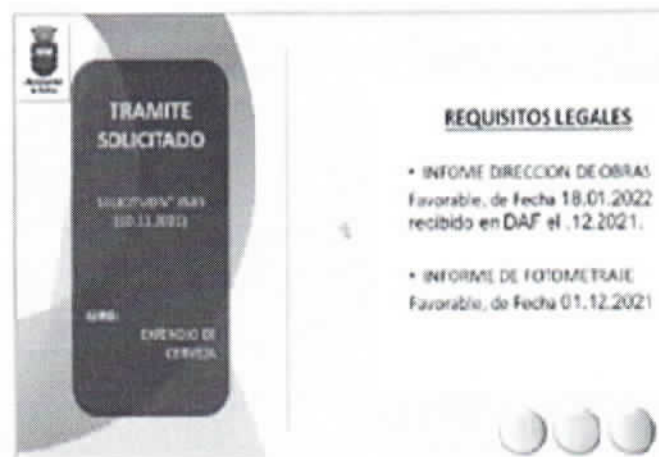 TRAMITE
SOLICITADO
GIRO:
EXPENDIO DE
CERVEZA
REQUISITOS LEGALES
• INFOME DIRECCION DE OBRAS
Favorable, de Fecha 18.01.2022
recibido en DAF el .12.2021.
• INFORME DE FOTOMETRAJE
Favorable, de Fecha 01.12.2021